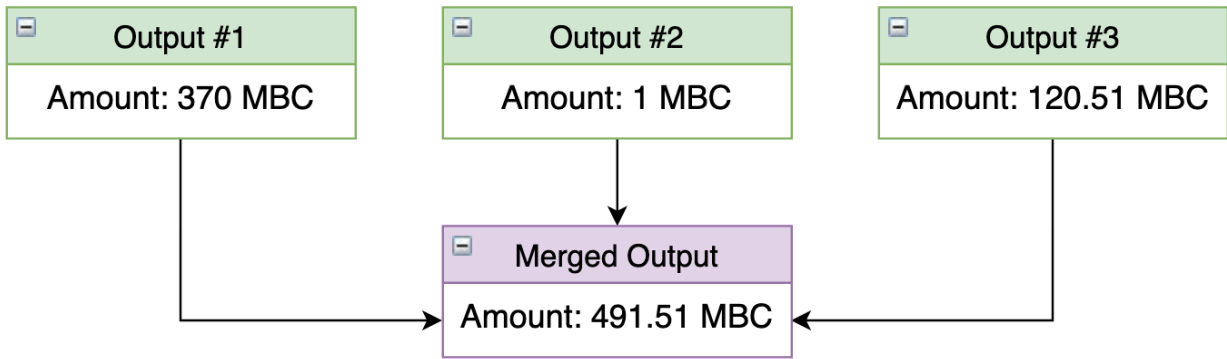 Output #1
Amount: 370 MBC
Output #2
Amount: 1 MBC
Output #3
Amount: 120.51 MBC
Merged Output
Amount: 491.51 MBC